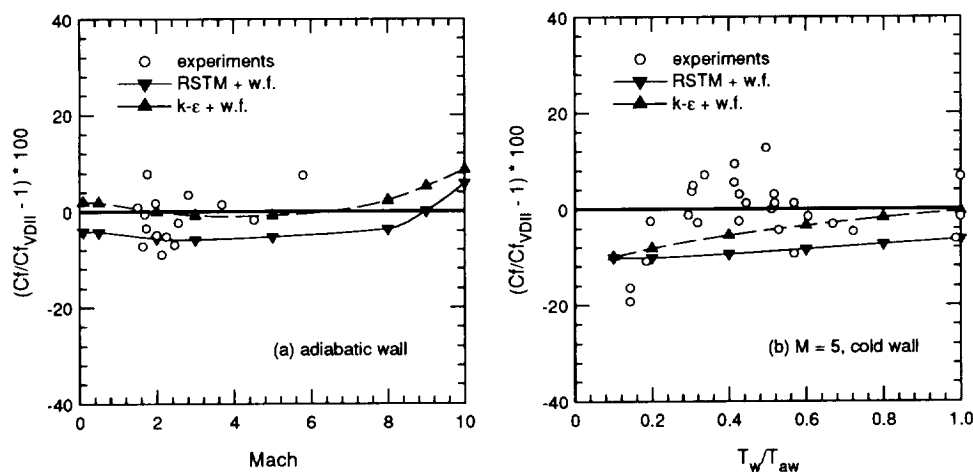 40
20
0
-20
-40
(Cf/Cf_VDII - 1) * 100
experiments
RSTM + w.f.
k-ε + w.f.
(a) adiabatic wall
0 2 4 6 8 10
Mach
40
20
0
-20
-40
(Cf/Cf_VDII - 1) * 100
experiments
RSTM + w.f.
k-ε + w.f.
(b) M = 5, cold wall
0.0 0.2 0.4 0.6 0.8 1.0
T_w/T_aw